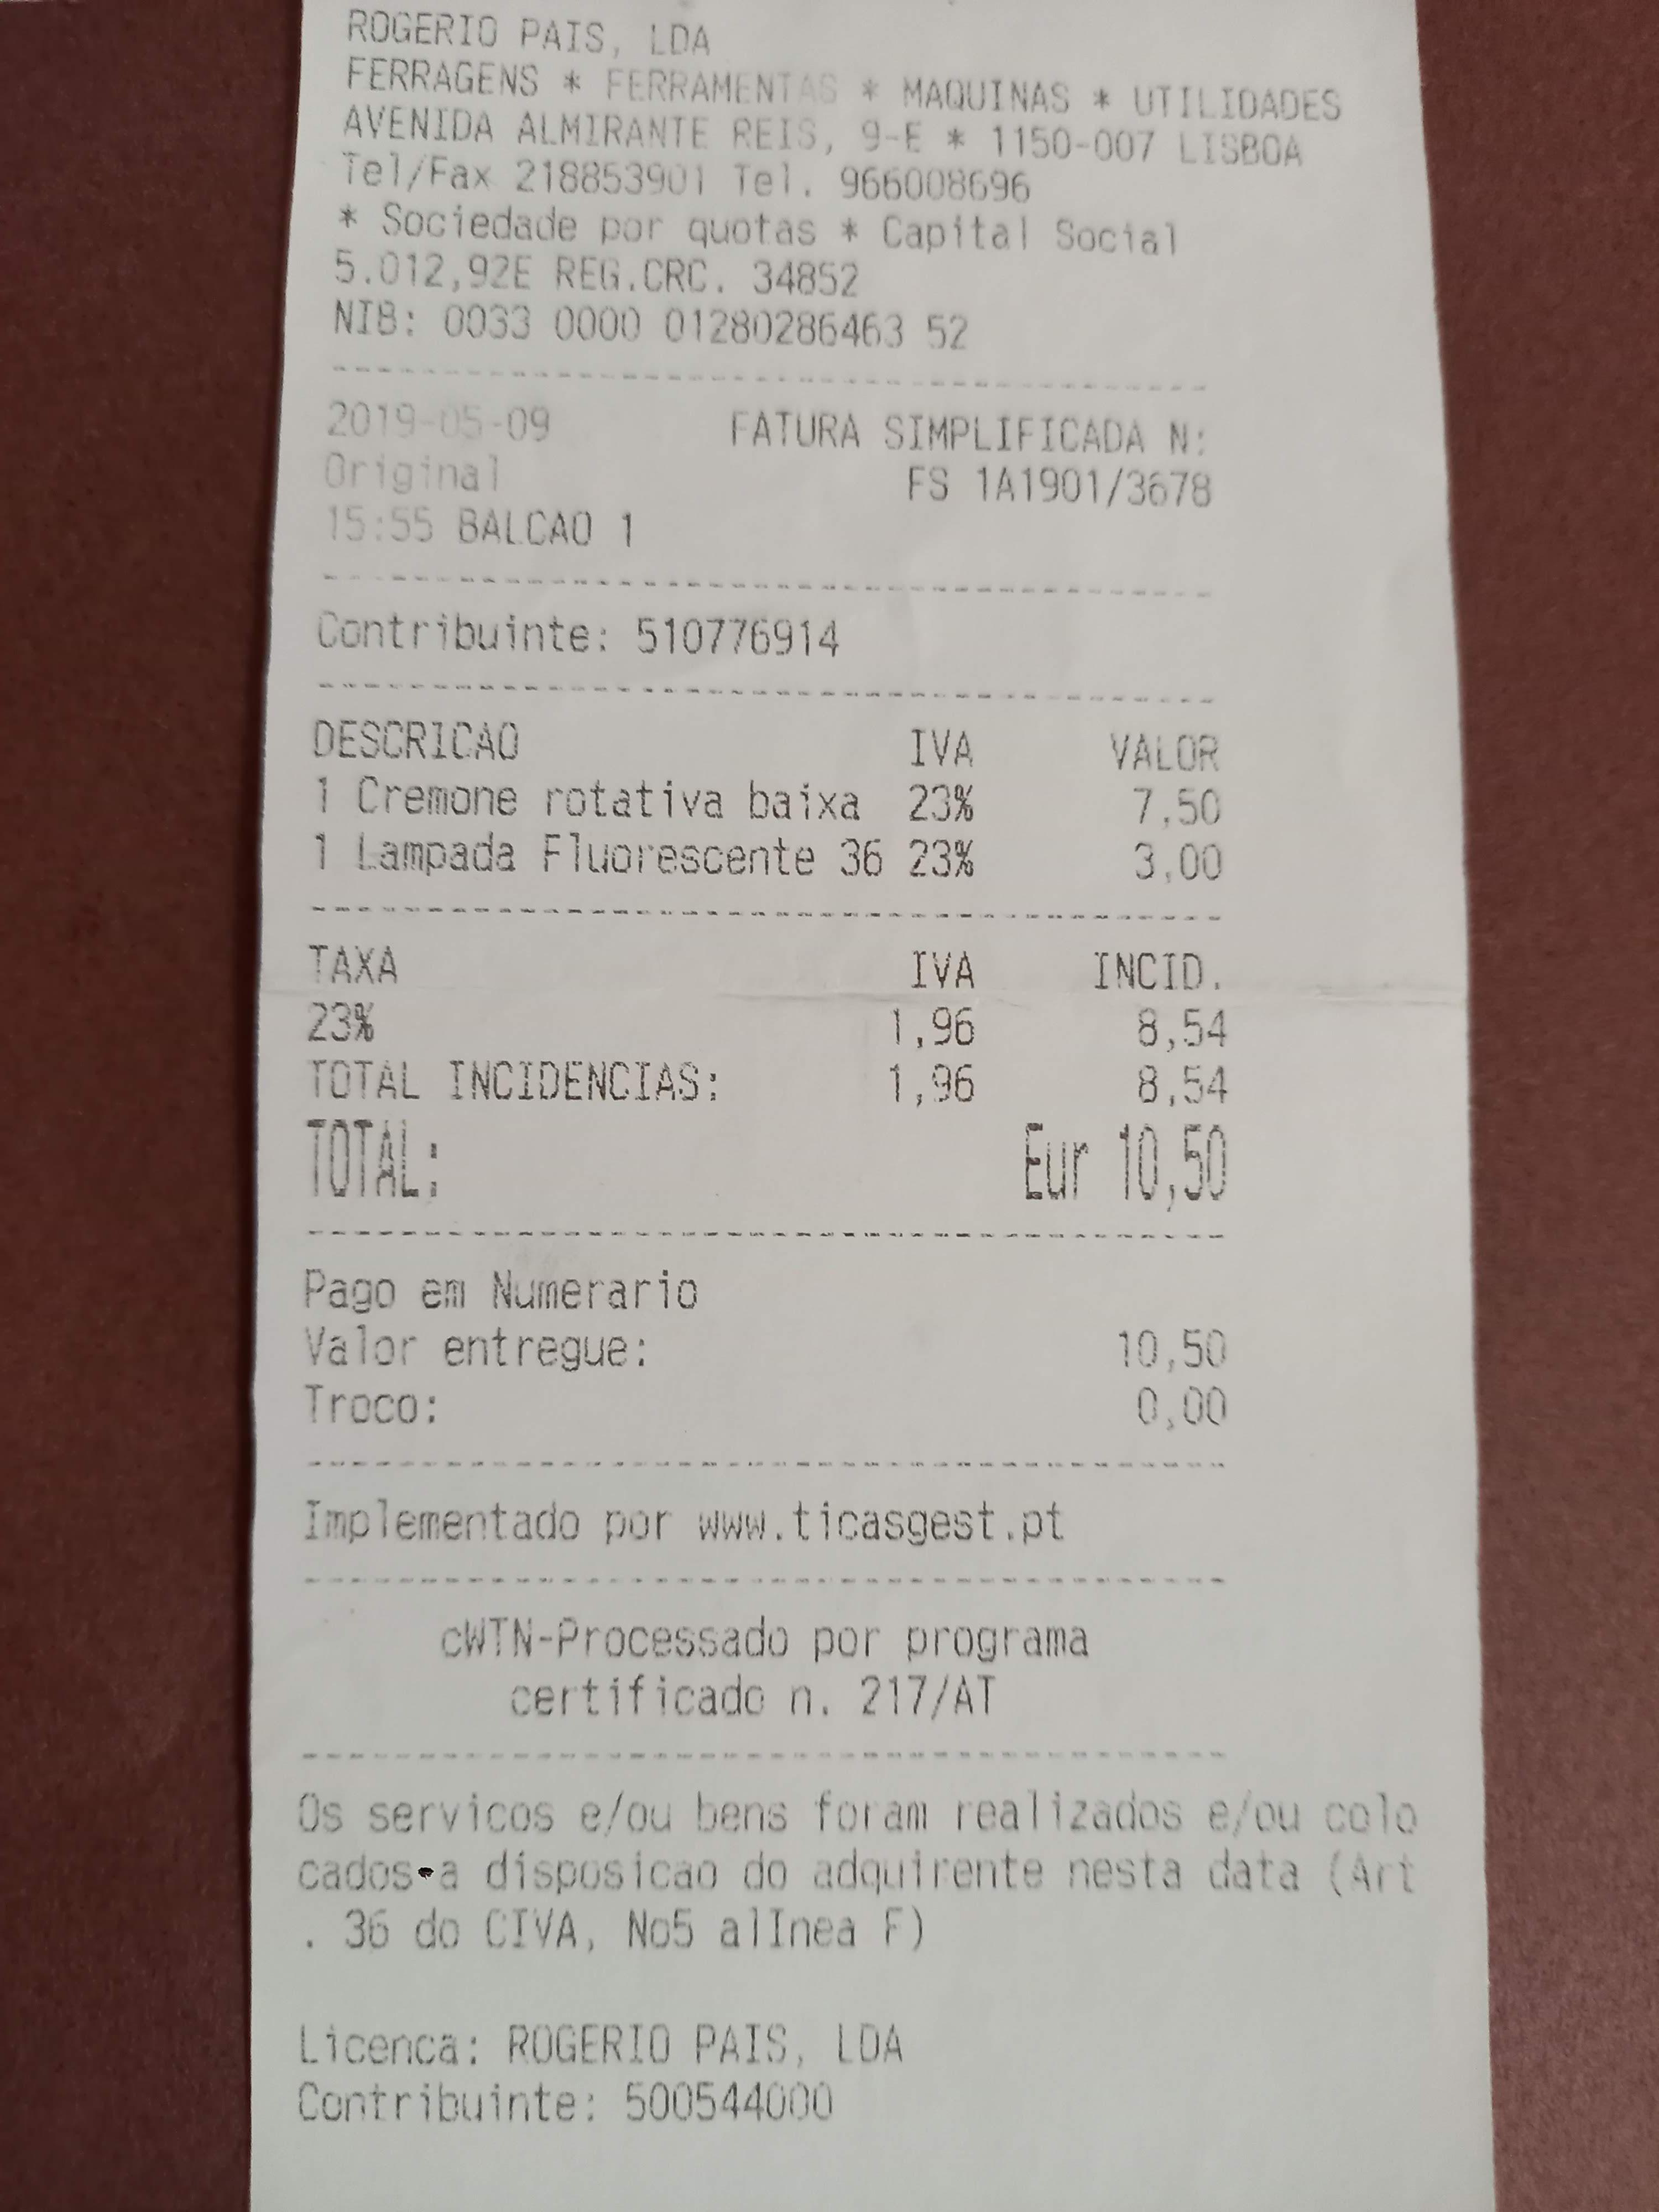 ROGERIO PAIS, LDA
FERRAGENS * FERRAMENTAS * MAQUINAS * UTILIDADES
AVENIDA ALMIRANTE REIS, 9-E * 1150-007 LISBOA
Tel/Fax 218853901 Tel. 966008696
* Sociedade por quotas * Capital Social
5.012,92E REG.CRC. 34852
NIB: 0033 0000 01280286463 52
2019-05-09 FATURA SIMPLIFICADA N:
Original FS 1A1901/3678
15:55 BALCAO 1
Contribuinte: 510776914
DESCRICAO IVA VALOR
1 Cremone rotativa baixa 23% 7,50
1 Lampada Fluorescente 36 23% 3,00
TAXA IVA INCID.
23% 1,96 8,54
TOTAL INCIDENCIAS: 1,96 8,54
TOTAL: Eur 10,50
Pago em Numerario
Valor entregue: 10,50
Troco: 0,00
Implementado por www.ticasgest.pt
cWTN-Processado por programa
certificado n. 217/AT
Os servicos e/ou bens foram realizados e/ou colo
cados a disposicao do adquirente nesta data (Art
. 36 do CIVA, No5 alInea F)
Licenca: ROGERIO PAIS, LDA
Contribuinte: 500544000